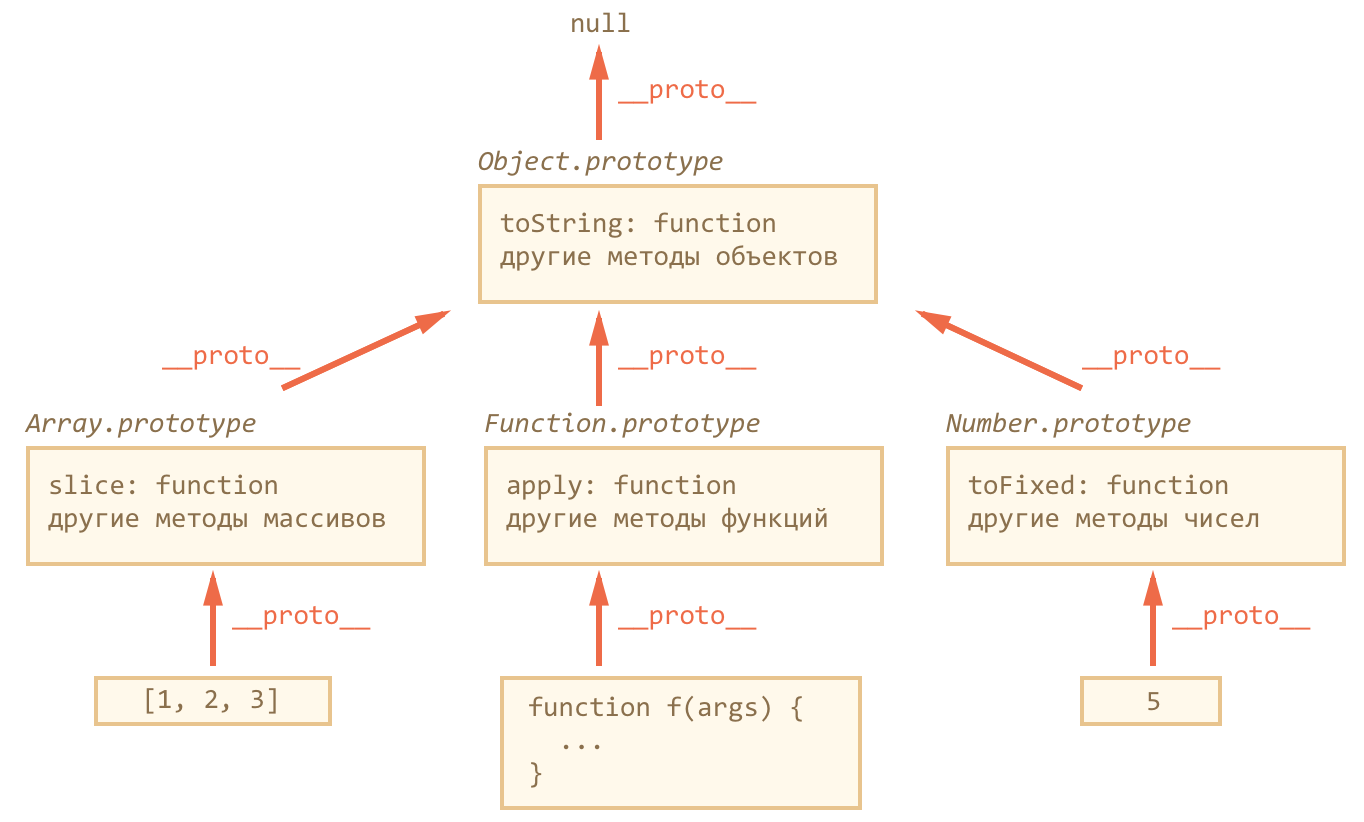 null
__proto__
Object.prototype
toString: function
другие методы объектов
__proto__
__proto__
__proto__
Array.prototype
slice: function
другие методы массивов
Function.prototype
apply: function
другие методы функций
Number.prototype
toFixed: function
другие методы чисел
__proto__
__proto__
__proto__
[1, 2, 3]
function f(args) {
  ...
}
5